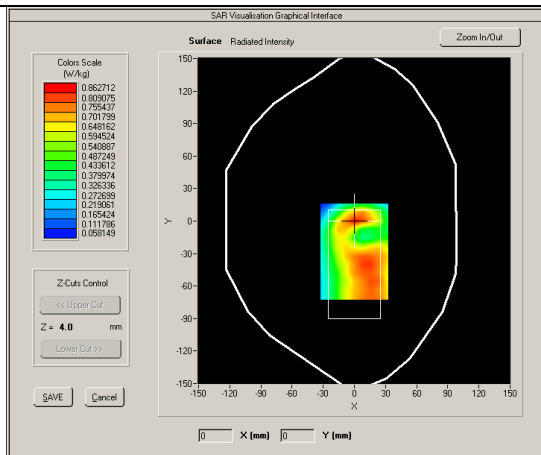 SAR Visualisation Graphical Interface
Surface Radiated Intensity
Zoom In/Out
Colors Scale
(W/kg)
0.862712
0.809075
0.755437
0.701799
0.648162
0.594524
0.540887
0.487249
0.433612
0.379974
0.326336
0.272699
0.219061
0.165424
0.111786
0.058149
Z-Cuts Control
<< Upper Cut
Z = 4.0 mm
Lower Cut >>
SAVE Cancel
150
120
90
60
30
0
-30
-60
-90
-120
-150
Y
-150 -120 -90 -60 -30 0 30 60 90 120 150
X
0 X (mm) 0 Y (mm)